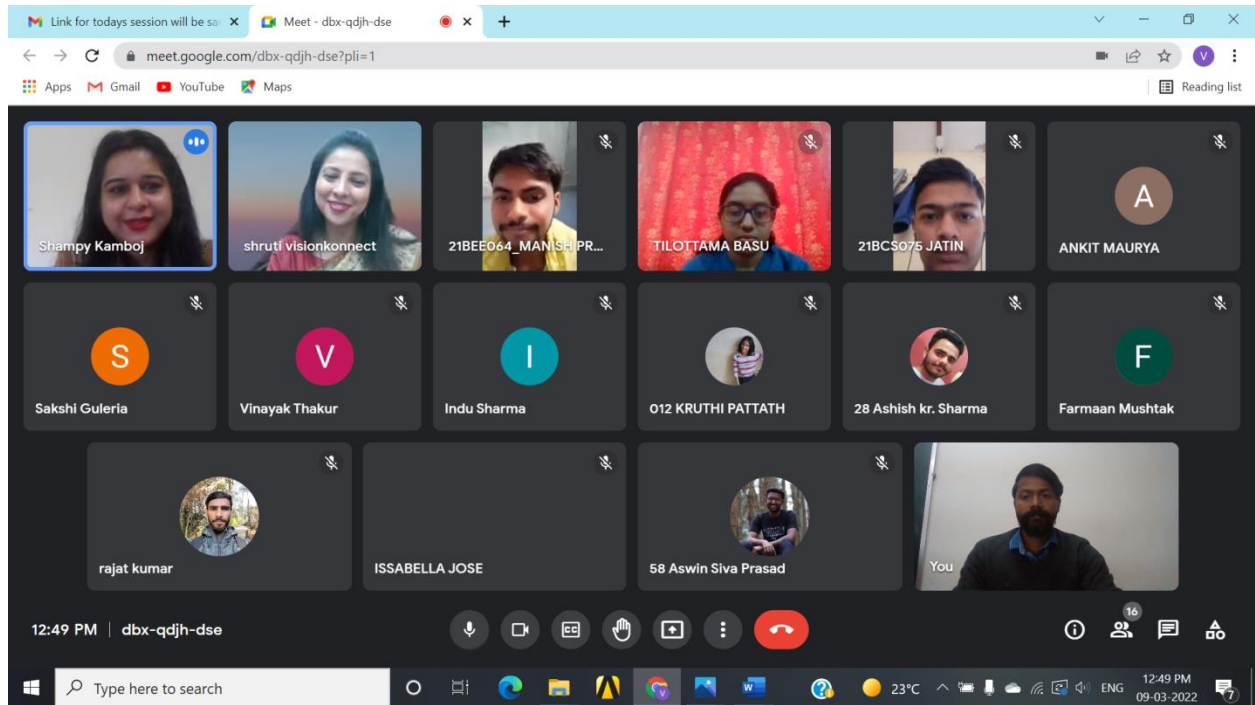 Link for todays session will be sa
Meet - dbx-qdjh-dse
meet.google.com/dbx-qdjh-dse?pli=1
V
Apps
Gmail
YouTube
Maps
Reading list
Shampy Kamboj
shruti visionkonnect
21BEE064_MANISH PR...
TILOTTAMA BASU
21BCS075 JATIN
A
ANKIT MAURYA
S
Sakshi Guleria
V
Vinayak Thakur
I
Indu Sharma
012 KRUTHI PATTATH
28 Ashish kr. Sharma
F
Farmaan Mushtak
rajat kumar
ISSABELLA JOSE
58 Aswin Siva Prasad
You
12:49 PM | dbx-qdjh-dse
CC
16
Type here to search
W
23°C
ENG
12:49 PM
09-03-2022
7